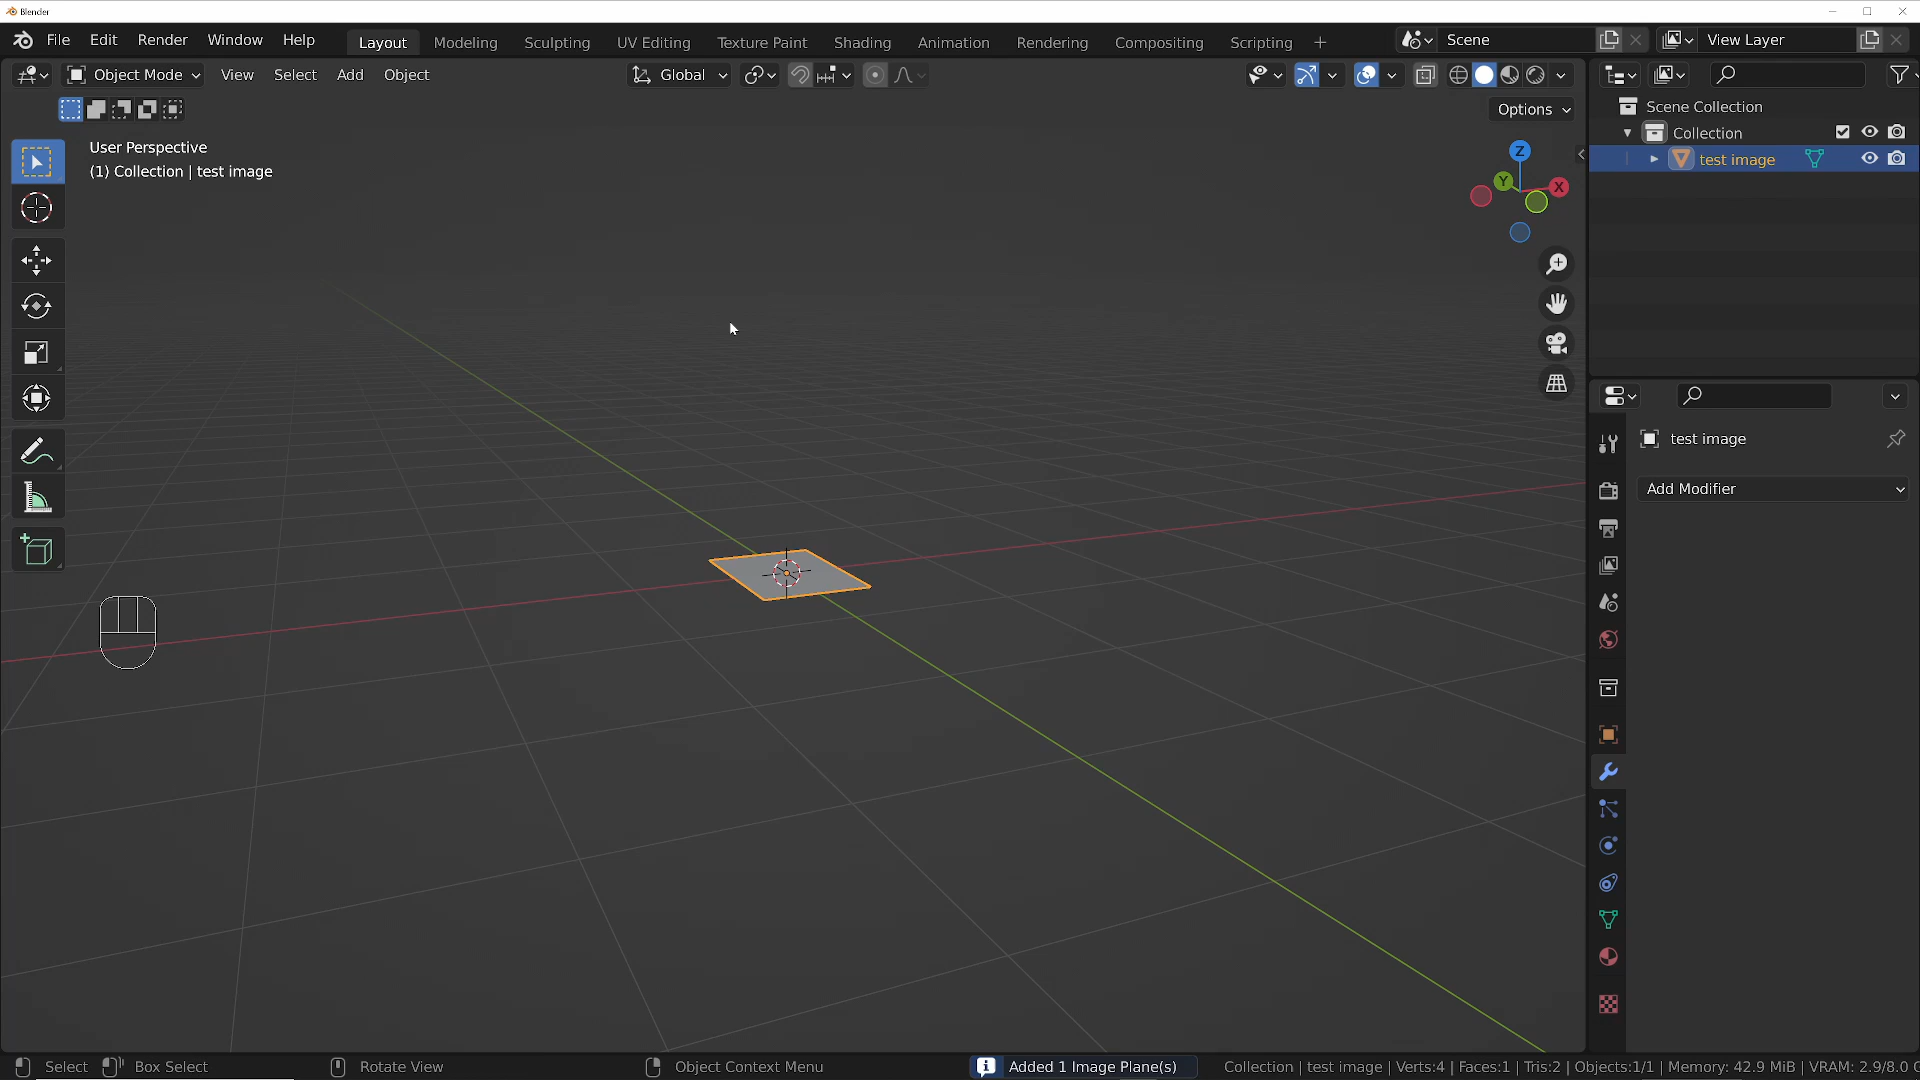 Blender
File Edit Render Window Help Layout Modeling Sculpting UV Editing Texture Paint Shading Animation Rendering Compositing Scripting + Scene View Layer
Object Mode View Select Add Object Global
Options
User Perspective
(1) Collection | test image
Z
Y
X
Scene Collection
Collection
test image
test image
Add Modifier
Select Box Select Rotate View Object Context Menu Added 1 Image Plane(s) Collection | test image | Verts:4 | Faces:1 | Tris:2 | Objects:1/1 | Memory: 42.9 MiB | VRAM: 2.9/8.0